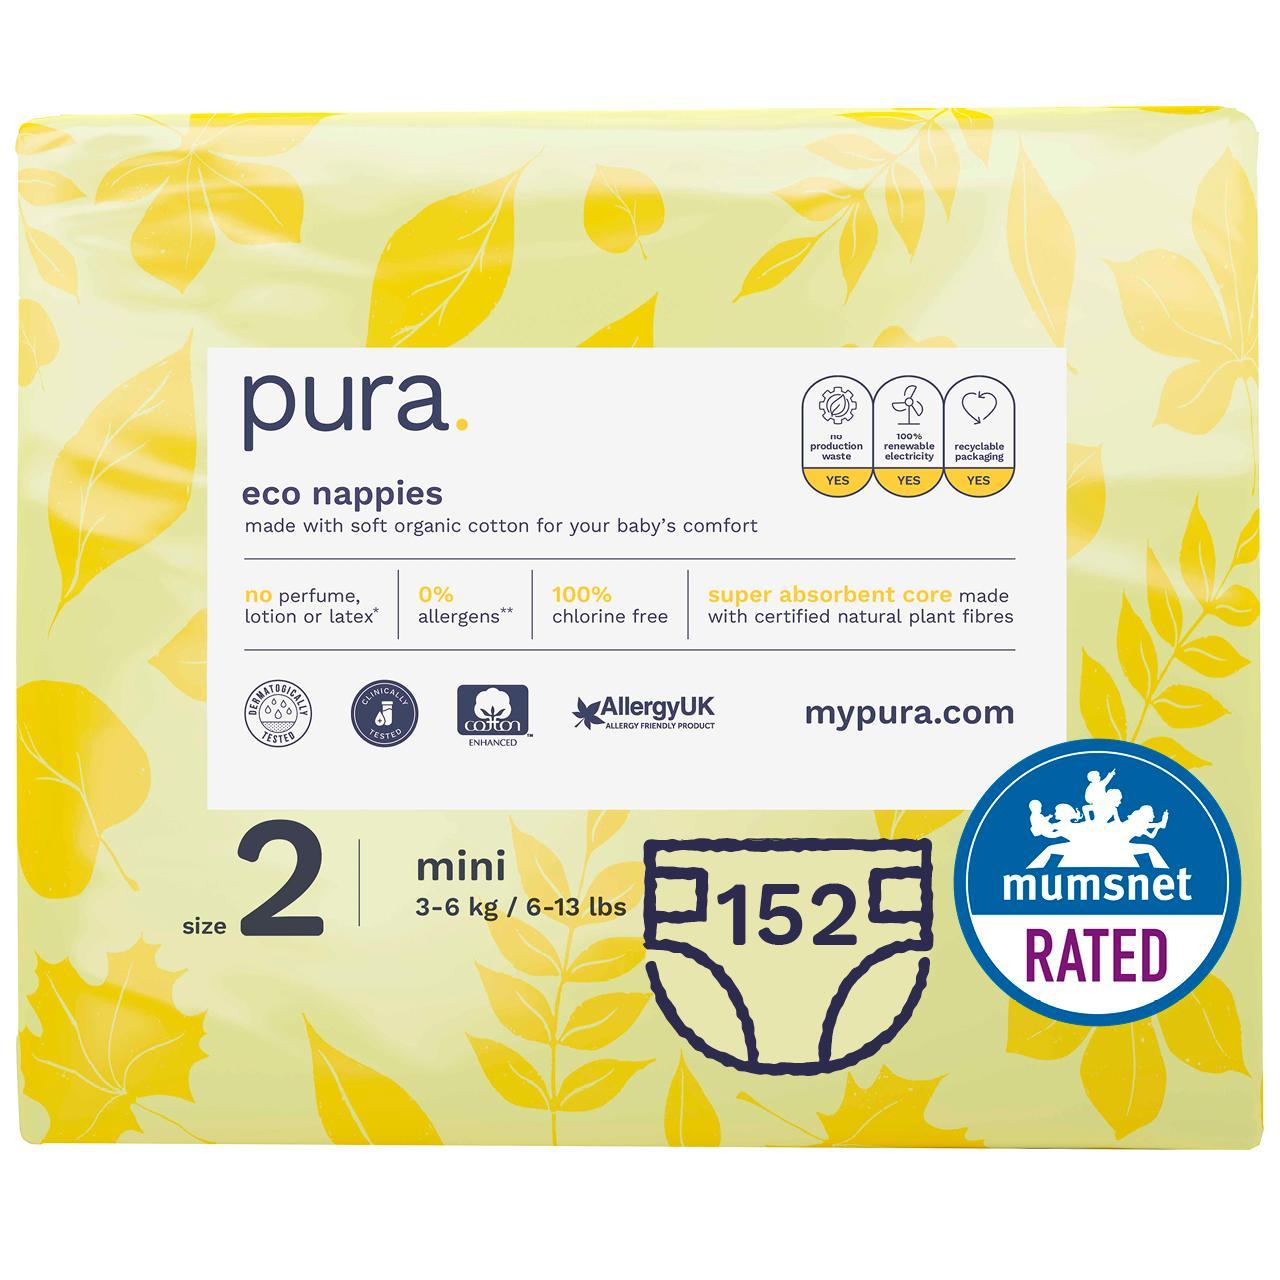 pura.
no production waste YES
100% renewable electricity YES
recyclable packaging YES
eco nappies
made with soft organic cotton for your baby's comfort
no perfume,
lotion or latex*
0%
allergens**
100%
chlorine free
super absorbent core made
with certified natural plant fibres
DERMATOGICALLY TESTED
CLINICALLY TESTED
cotton™
ENHANCED
AllergyUK
ALLERGY FRIENDLY PRODUCT
mypura.com
size 2
mini
3-6 kg / 6-13 lbs
152
mumsnet
RATED